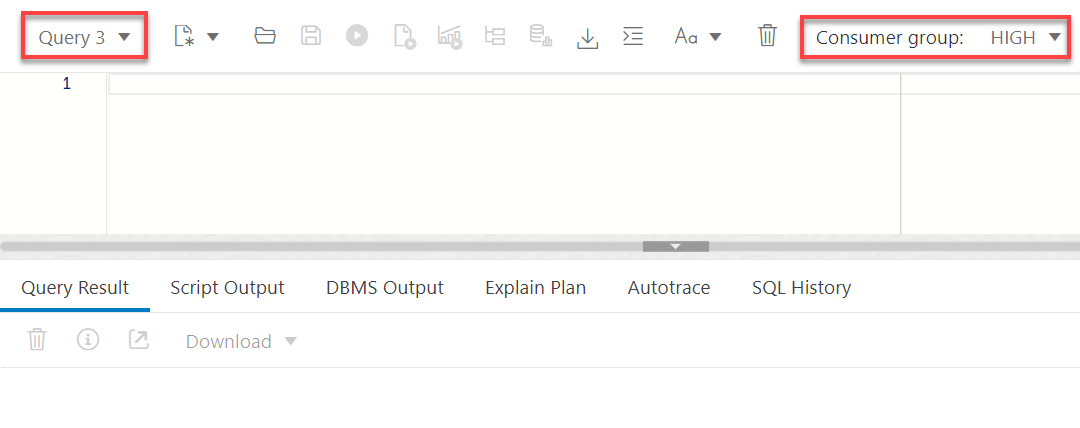 Query 3 Aa Consumer group: HIGH
1
Query Result Script Output DBMS Output Explain Plan Autotrace SQL History
Download